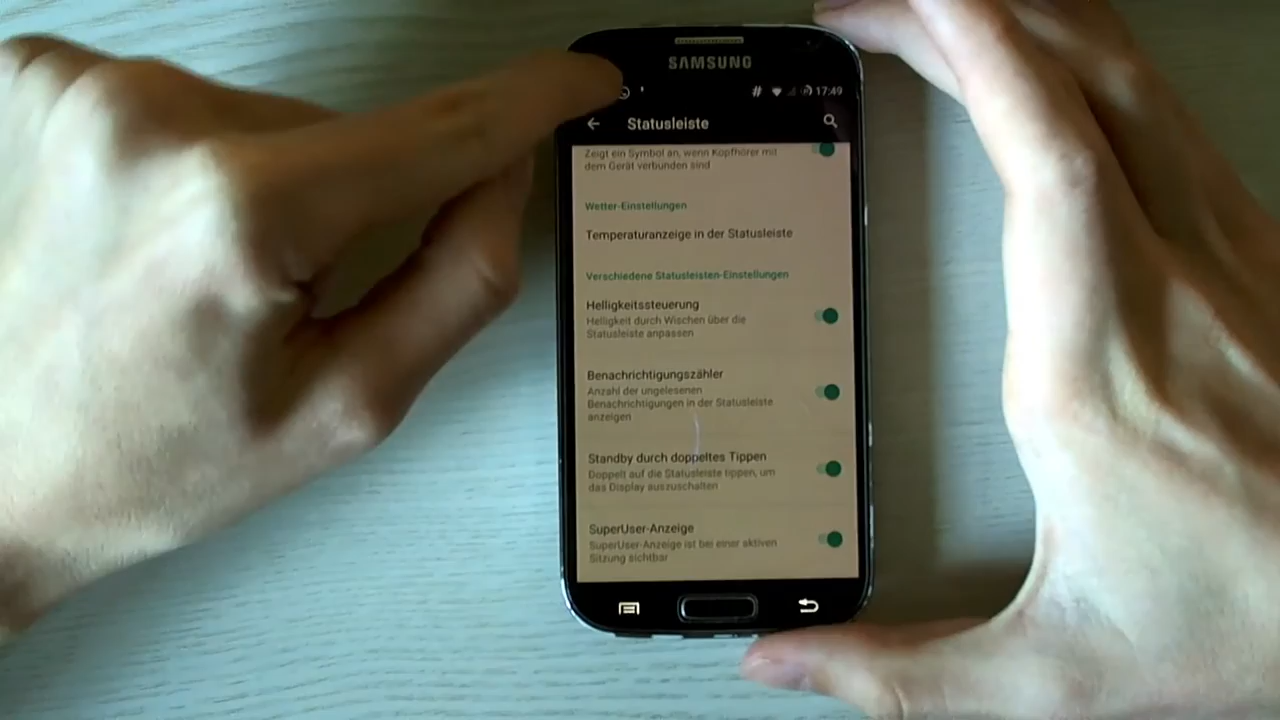 SAMSUNG
# 17:49
Statusleiste
Zeigt ein Symbol an, wenn Kopfhörer mit
dem Gerät verbunden sind
Wetter-Einstellungen
Temperaturanzeige in der Statusleiste
Verschiedene Statusleisten-Einstellungen
Helligkeitssteuerung
Helligkeit durch Wischen über die
Statusleiste anpassen
Benachrichtigungszähler
Anzahl der ungelesenen
Benachrichtigungen in der Statusleiste
anzeigen
Standby durch doppeltes Tippen
Doppelt auf die Statusleiste tippen, um
das Display auszuschalten
SuperUser-Anzeige
SuperUser-Anzeige ist bei einer aktiven
Sitzung sichtbar